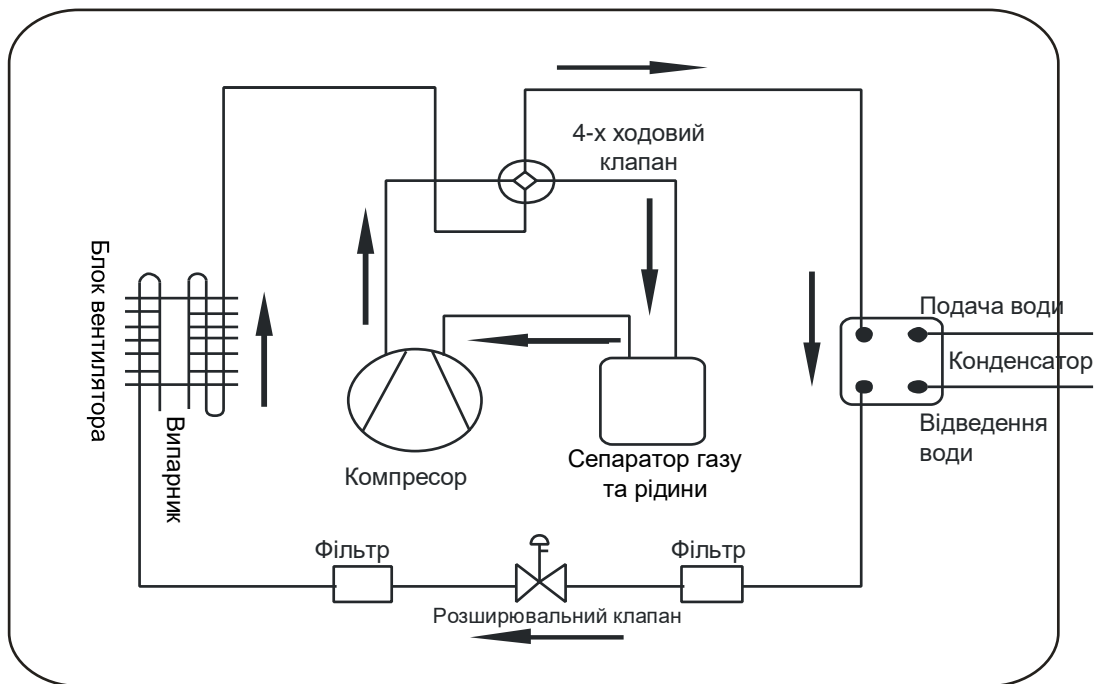 4-х ходовий
клапан
Блок вентилятора
Випарник
Подача води
Конденсатор
Відведення
води
Компресор
Сепаратор газу
та рідини
Фільтр
Фільтр
Розширювальний клапан